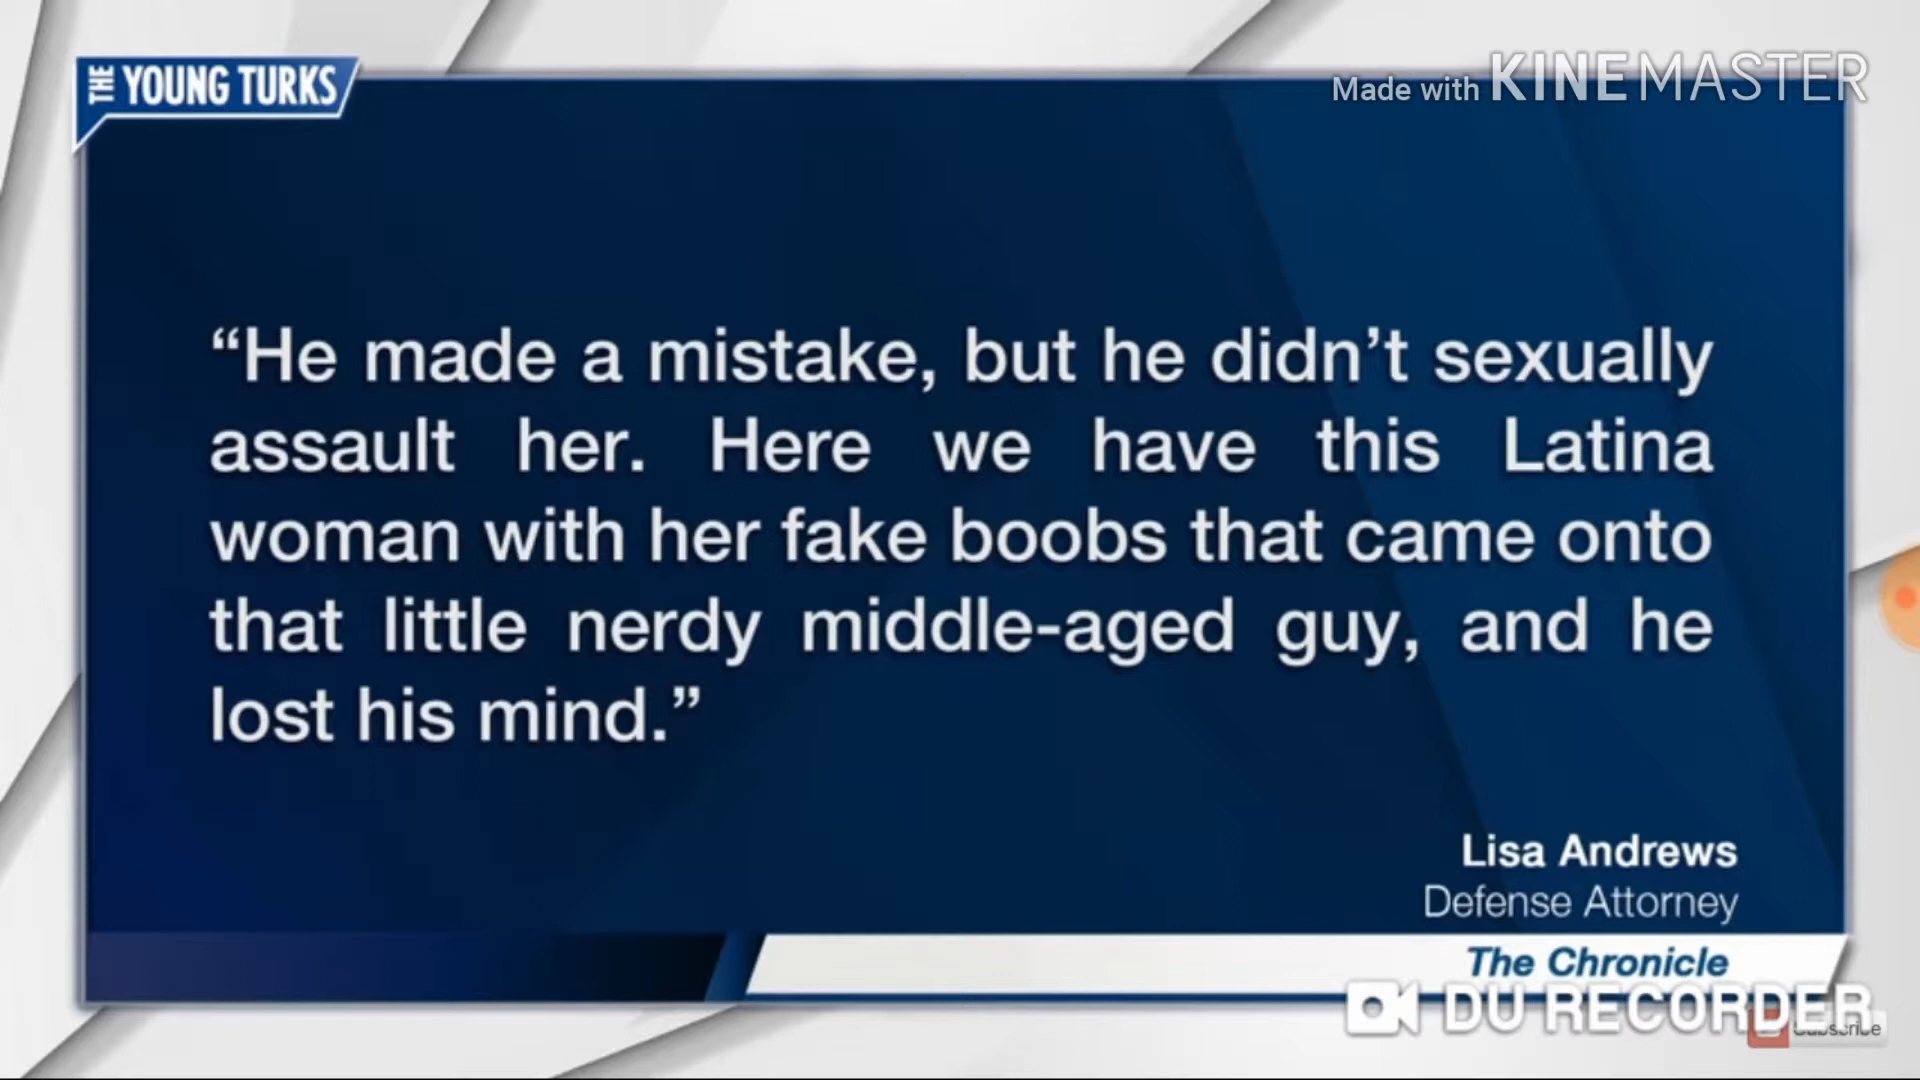 THE YOUNG TURKS
Made with KINEMASTER
“He made a mistake, but he didn’t sexually
assault her. Here we have this Latina
woman with her fake boobs that came onto
that little nerdy middle-aged guy, and he
lost his mind.”
Lisa Andrews
Defense Attorney
The Chronicle
DU RECORDER
Subscribe